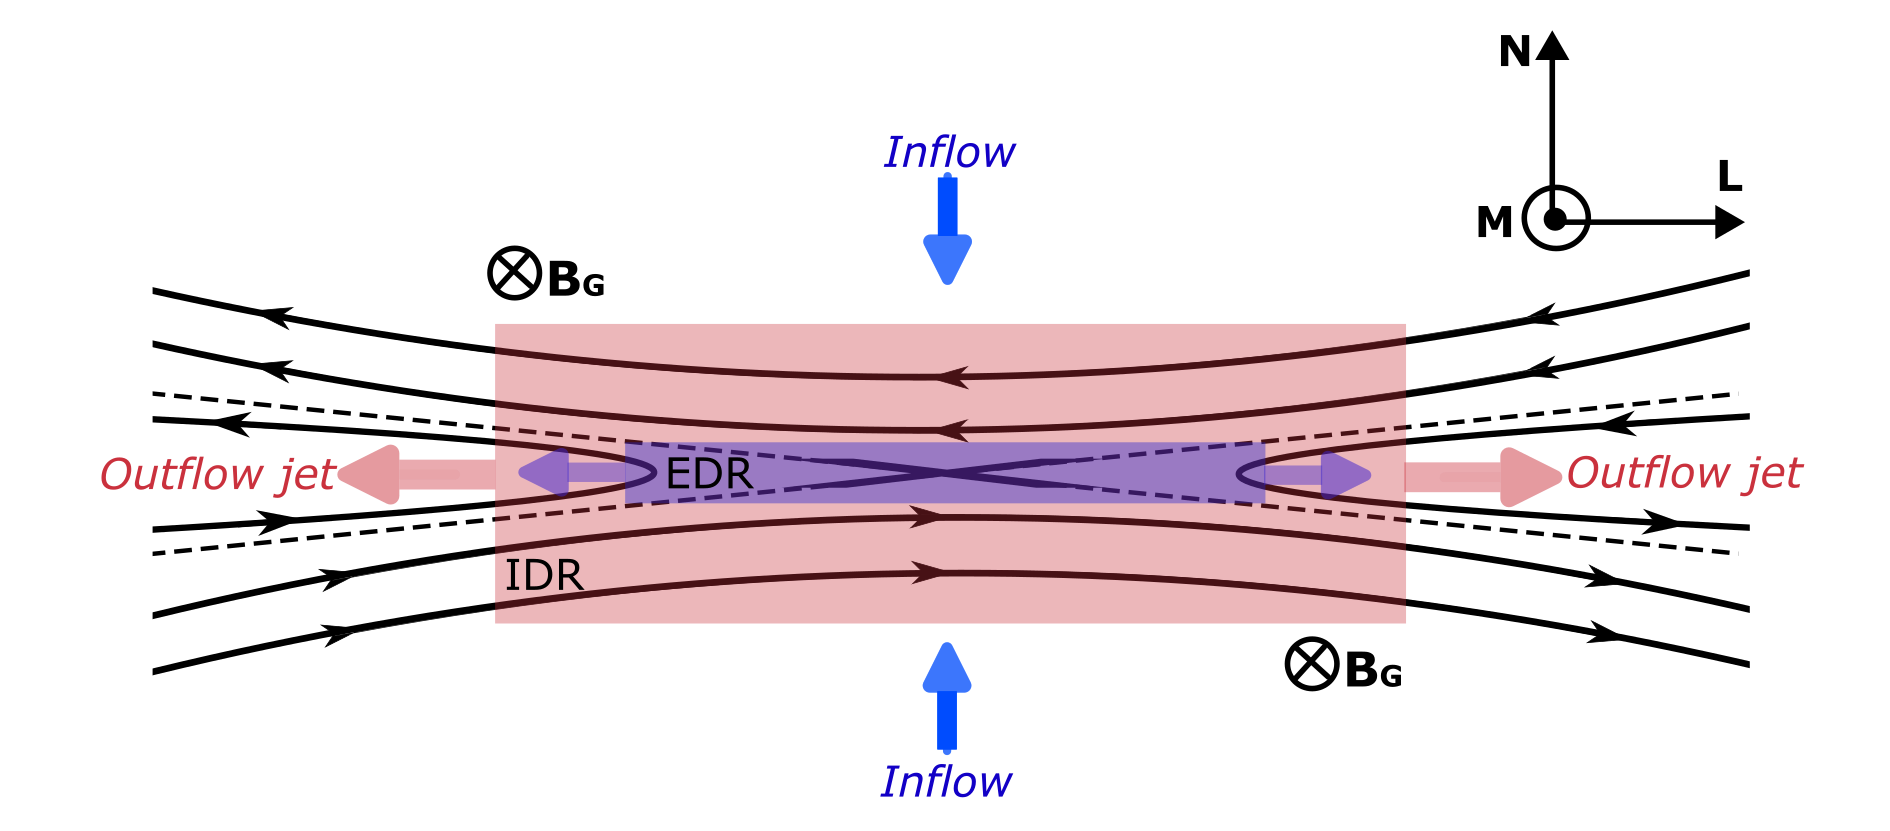 N
Inflow
L
M
BG
Outflow jet
EDR
Outflow jet
IDR
BG
Inflow